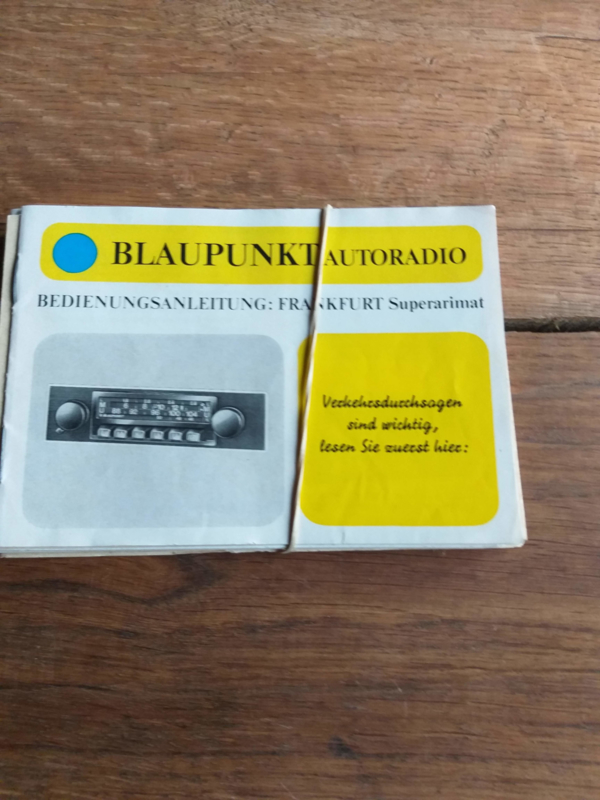 BLAUPUNKT AUTORADIO
BEDIENUNGSANLEITUNG: FRANKFURT Superarimat
Verkehrsdurchsagen
sind wichtig,
lesen Sie zuerst hier: